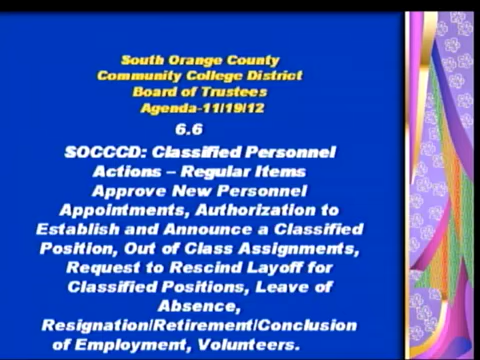 South Orange County
Community College District
Board of Trustees
Agenda-11/19/12
6.6
SOCCCD: Classified Personnel
Actions – Regular Items
Approve New Personnel
Appointments, Authorization to
Establish and Announce a Classified
Position, Out of Class Assignments,
Request to Rescind Layoff for
Classified Positions, Leave of
Absence,
Resignation/Retirement/Conclusion
of Employment, Volunteers.